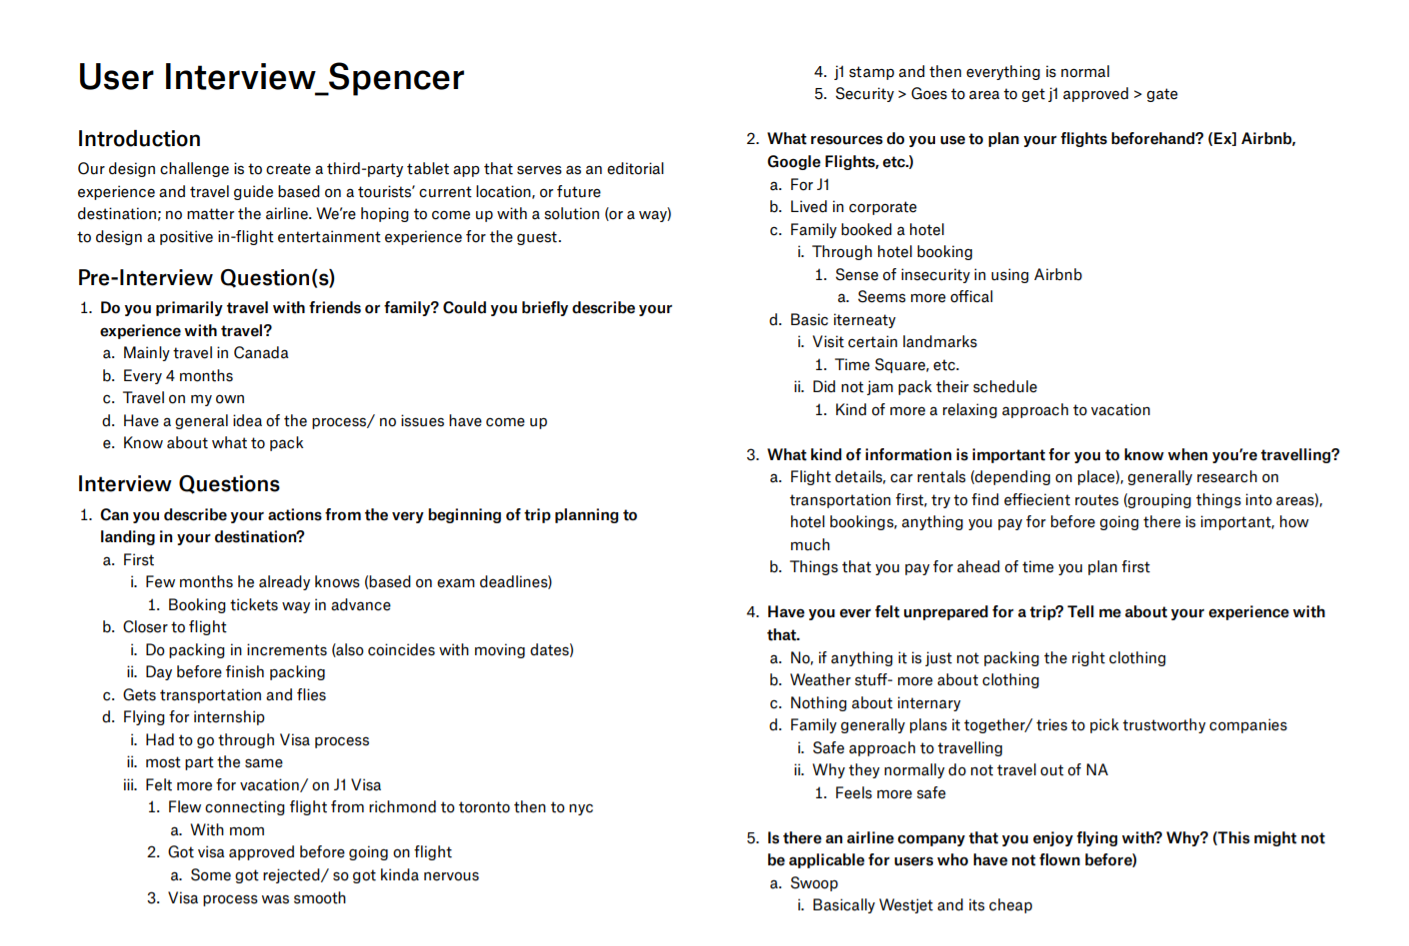 User Interview_Spencer
Introduction
Our design challenge is to create a third-party tablet app that serves as an editorial
experience and travel guide based on a tourists' current location, or future
destination; no matter the airline. We're hoping to come up with a solution (or a way)
to design a positive in-flight entertainment experience for the guest.
Pre-Interview Question(s)
1. Do you primarily travel with friends or family? Could you briefly describe your
experience with travel?
a. Mainly travel in Canada
b. Every 4 months
c. Travel on my own
d. Have a general idea of the process/ no issues have come up
e. Know about what to pack
Interview Questions
1. Can you describe your actions from the very beginning of trip planning to
landing in your destination?
a. First
i. Few months he already knows (based on exam deadlines)
1. Booking tickets way in advance
b. Closer to flight
i. Do packing in increments (also coincides with moving dates)
ii. Day before finish packing
c. Gets transportation and flies
d. Flying for internship
i. Had to go through Visa process
ii. most part the same
iii. Felt more for vacation/ on J1 Visa
1. Flew connecting flight from richmond to toronto then to nyc
a. With mom
2. Got visa approved before going on flight
a. Some got rejected/ so got kinda nervous
3. Visa process was smooth
4. j1 stamp and then everything is normal
5. Security > Goes to area to get j1 approved > gate
2. What resources do you use to plan your flights beforehand? (Ex] Airbnb,
Google Flights, etc.)
a. For J1
b. Lived in corporate
c. Family booked a hotel
i. Through hotel booking
1. Sense of insecurity in using Airbnb
a. Seems more offical
d. Basic iterneaty
i. Visit certain landmarks
1. Time Square, etc.
ii. Did not jam pack their schedule
1. Kind of more a relaxing approach to vacation
3. What kind of information is important for you to know when you're travelling?
a. Flight details, car rentals (depending on place), generally research on
transportation first, try to find effiecient routes (grouping things into areas),
hotel bookings, anything you pay for before going there is important, how
much
b. Things that you pay for ahead of time you plan first
4. Have you ever felt unprepared for a trip? Tell me about your experience with
that.
a. No, if anything it is just not packing the right clothing
b. Weather stuff- more about clothing
c. Nothing about internary
d. Family generally plans it together/ tries to pick trustworthy companies
i. Safe approach to travelling
ii. Why they normally do not travel out of NA
1. Feels more safe
5. Is there an airline company that you enjoy flying with? Why? (This might not
be applicable for users who have not flown before)
a. Swoop
i. Basically Westjet and its cheap